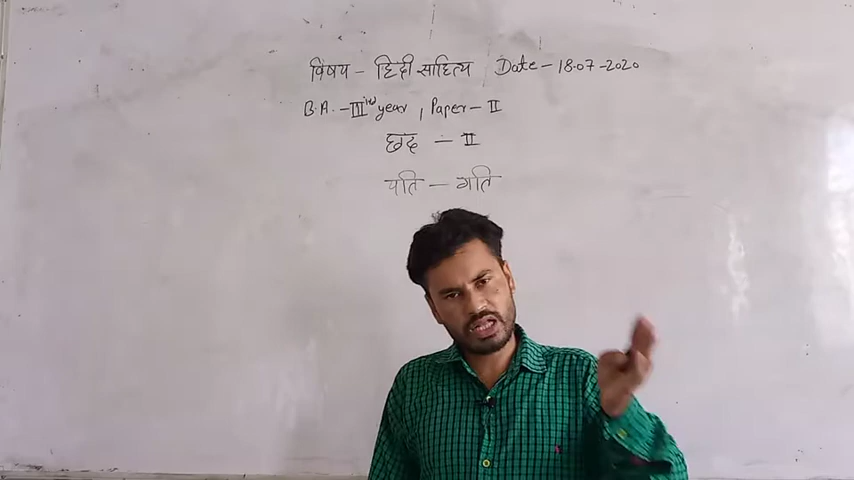 विषय - हिंदी साहित्य Date - 18.07-2020
B.A. - IIIrd year, Paper - II
छंद - II
यति - गति